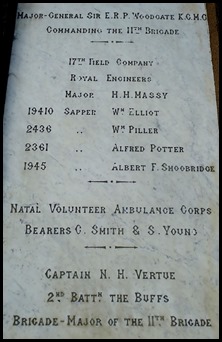 Major-General Sir E.R.P. Woodgate K.C.M.G
Commanding the 11th Brigade
17th Field Company
Royal Engineers
Major H.H. Massy
19410 Sapper Wm Elliot
2436 ,, Wm Piller
2361 ,, Alfred Potter
1945 ,, Albert F. Shoobridge
Natal Volunteer Ambulance Corps
Bearers G. Smith & S. Young
Captain N. H. Vertue
2nd Battn the Buffs
Brigade-Major of the 11th Brigade